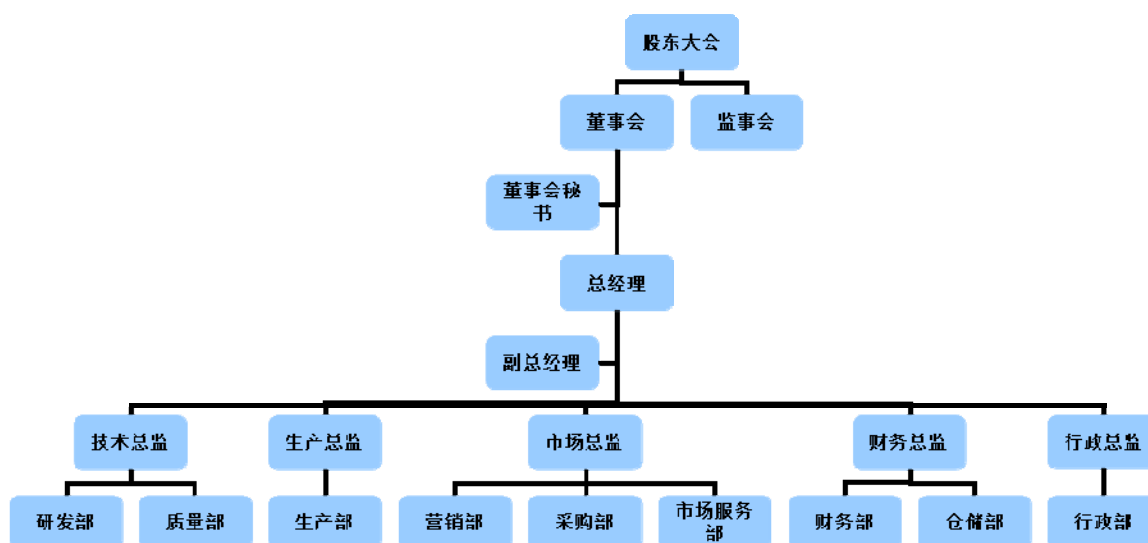 股东大会
董事会
监事会
董事会秘
书
总经理
副总经理
技术总监
生产总监
市场总监
财务总监
行政总监
研发部
质量部
生产部
营销部
采购部
市场服务
部
财务部
仓储部
行政部